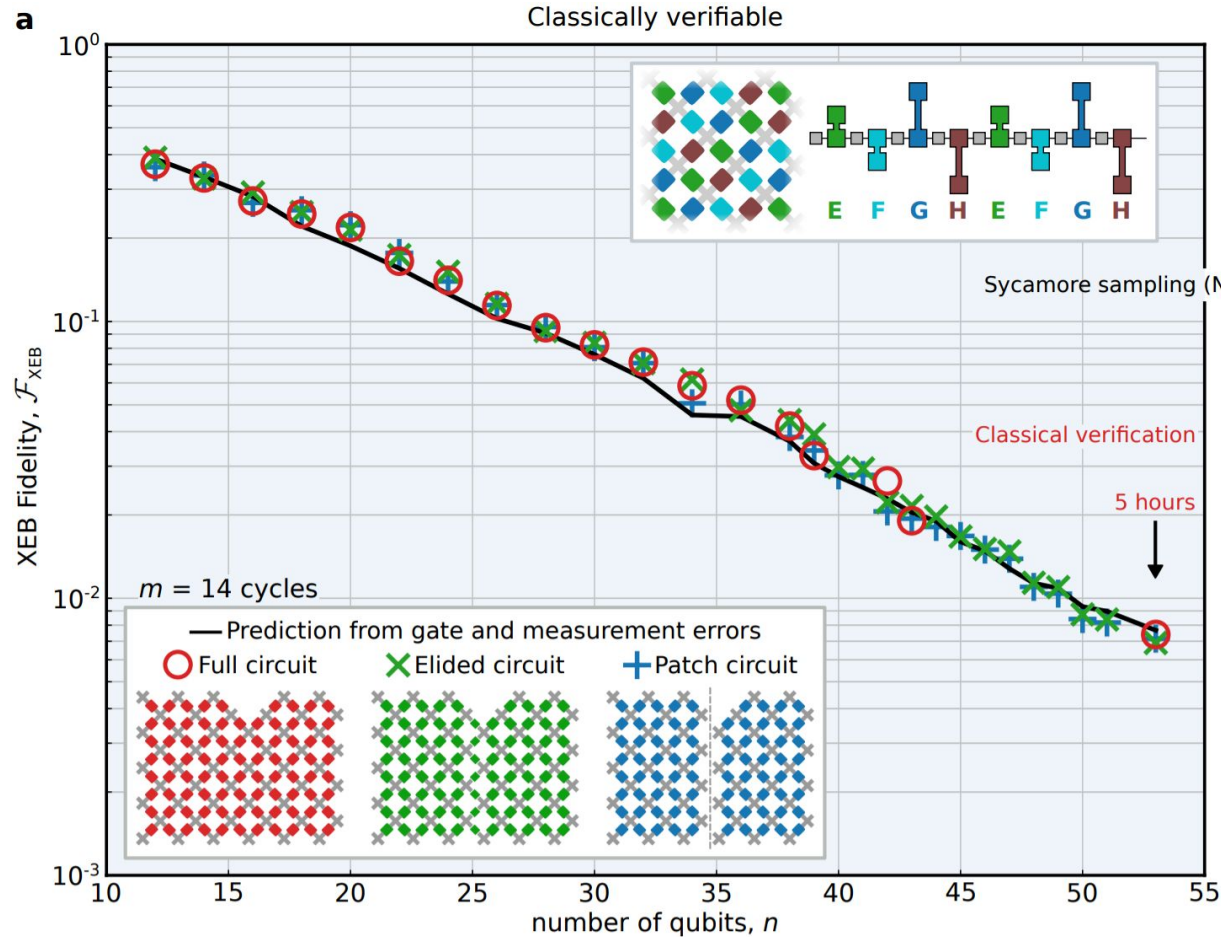 a
Classically verifiable
10⁰
10⁻¹
10⁻²
10⁻³
XEB Fidelity, ℱ_XEB
E F G H E F G H
Sycamore sampling (N
Classical verification
5 hours
m = 14 cycles
Prediction from gate and measurement errors
Full circuit Elided circuit Patch circuit
10 15 20 25 30 35 40 45 50 55
number of qubits, n